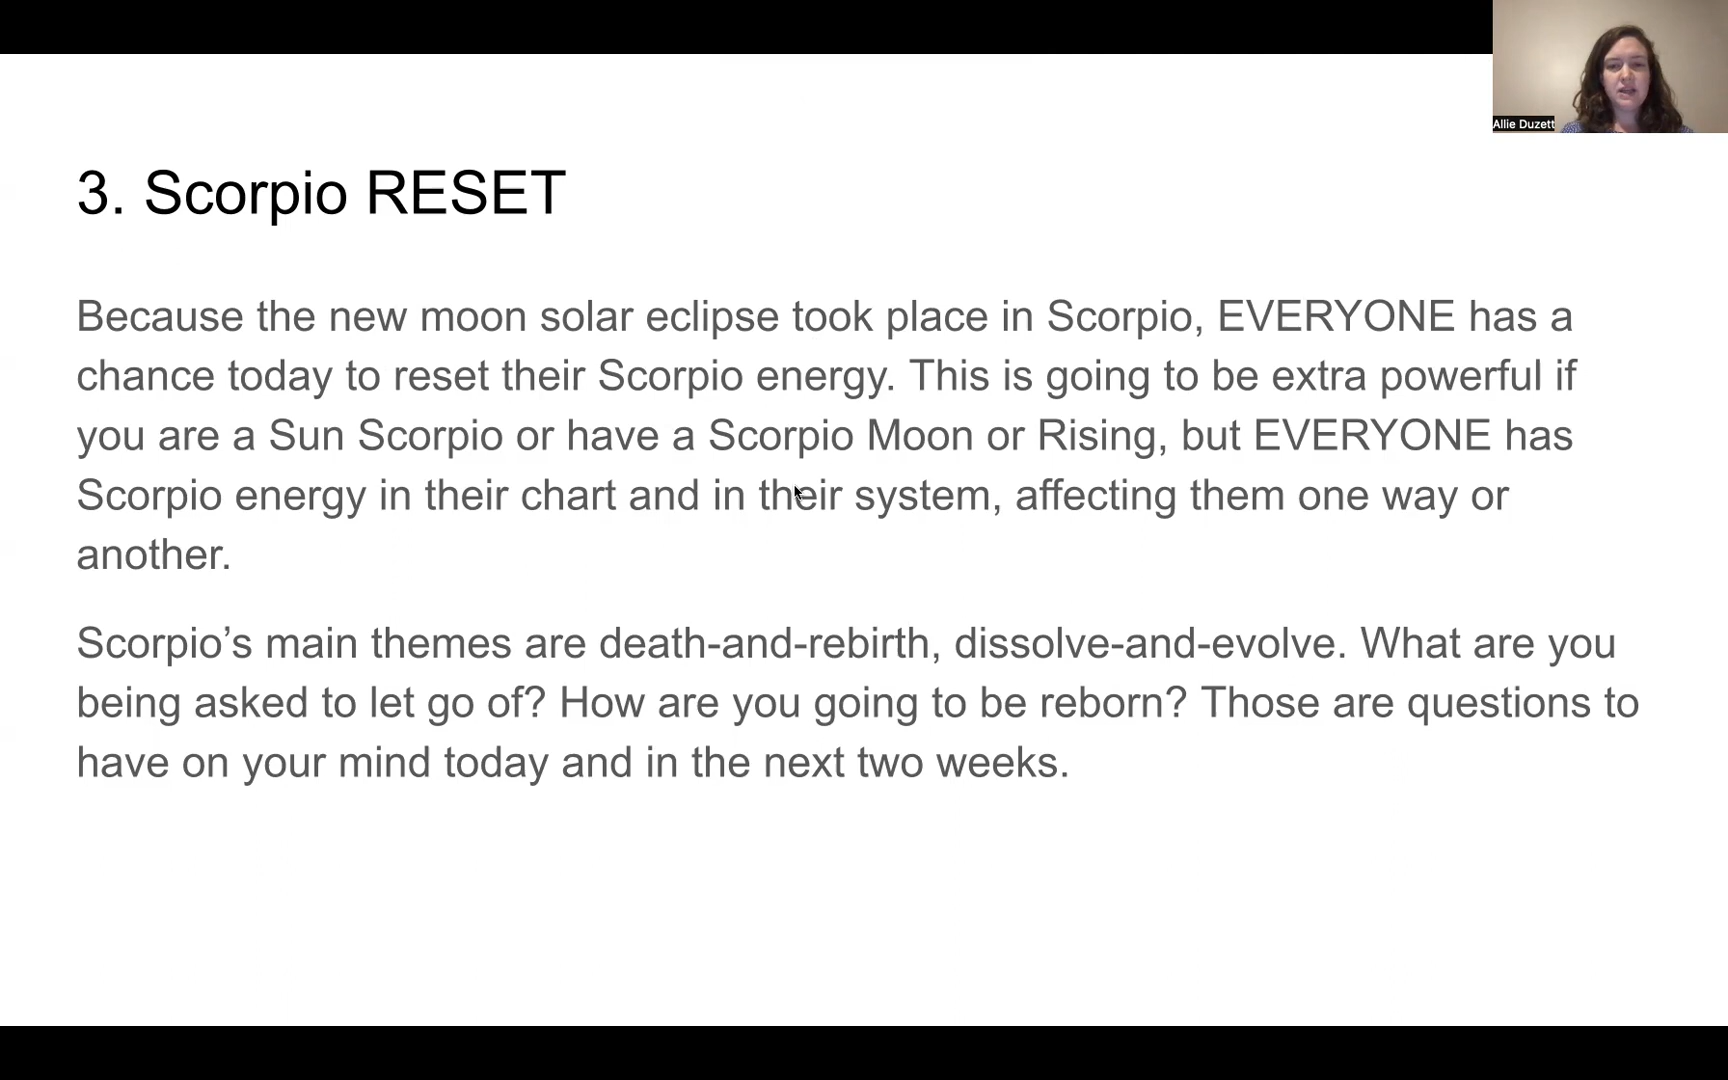 Allie Duzett
3. Scorpio RESET
Because the new moon solar eclipse took place in Scorpio, EVERYONE has a
chance today to reset their Scorpio energy. This is going to be extra powerful if
you are a Sun Scorpio or have a Scorpio Moon or Rising, but EVERYONE has
Scorpio energy in their chart and in their system, affecting them one way or
another.
Scorpio’s main themes are death-and-rebirth, dissolve-and-evolve. What are you
being asked to let go of? How are you going to be reborn? Those are questions to
have on your mind today and in the next two weeks.